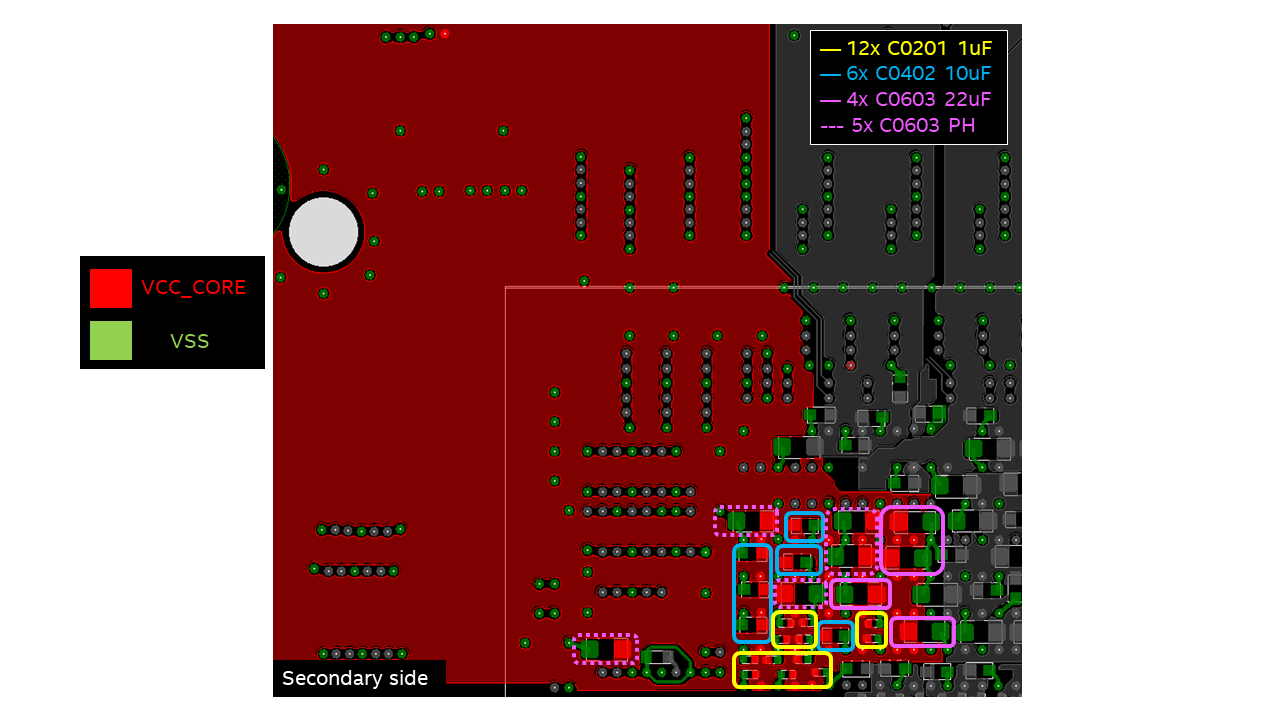 12x C0201 1uF
6x C0402 10uF
4x C0603 22uF
--- 5x C0603 PH
VCC_CORE
VSS
Secondary side